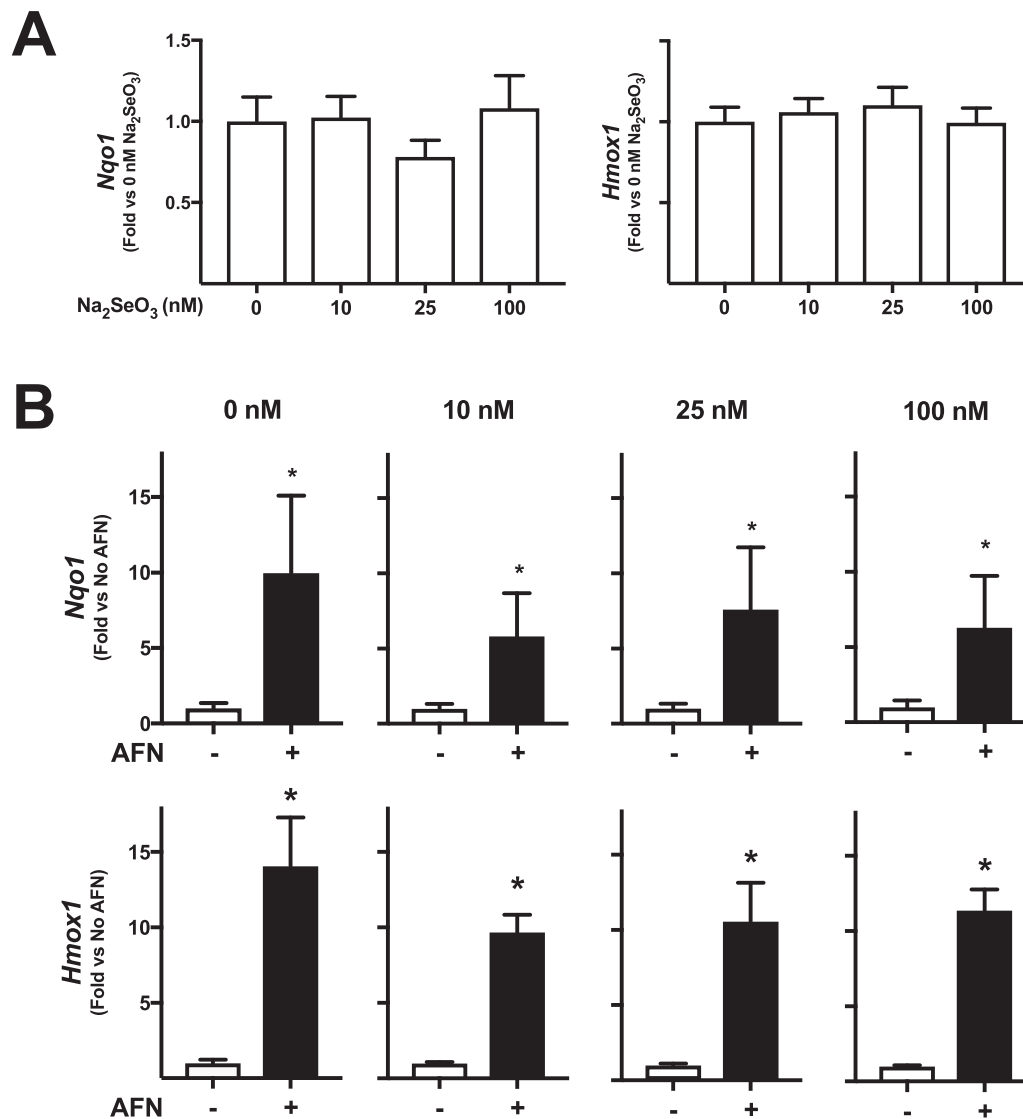 A
1.5
1.0
0.5
Nqo1
(Fold vs 0 nM Na2SeO3)
Hmox1
(Fold vs 0 nM Na2SeO3)
Na2SeO3 (nM) 0 10 25 100
0 10 25 100
B
0 nM 10 nM 25 nM 100 nM
Nqo1
(Fold vs No AFN)
15
10
5
0
* * * *
AFN - + - + - + - +
Hmox1
(Fold vs No AFN)
15
10
5
* * * *
AFN - + - + - + - +